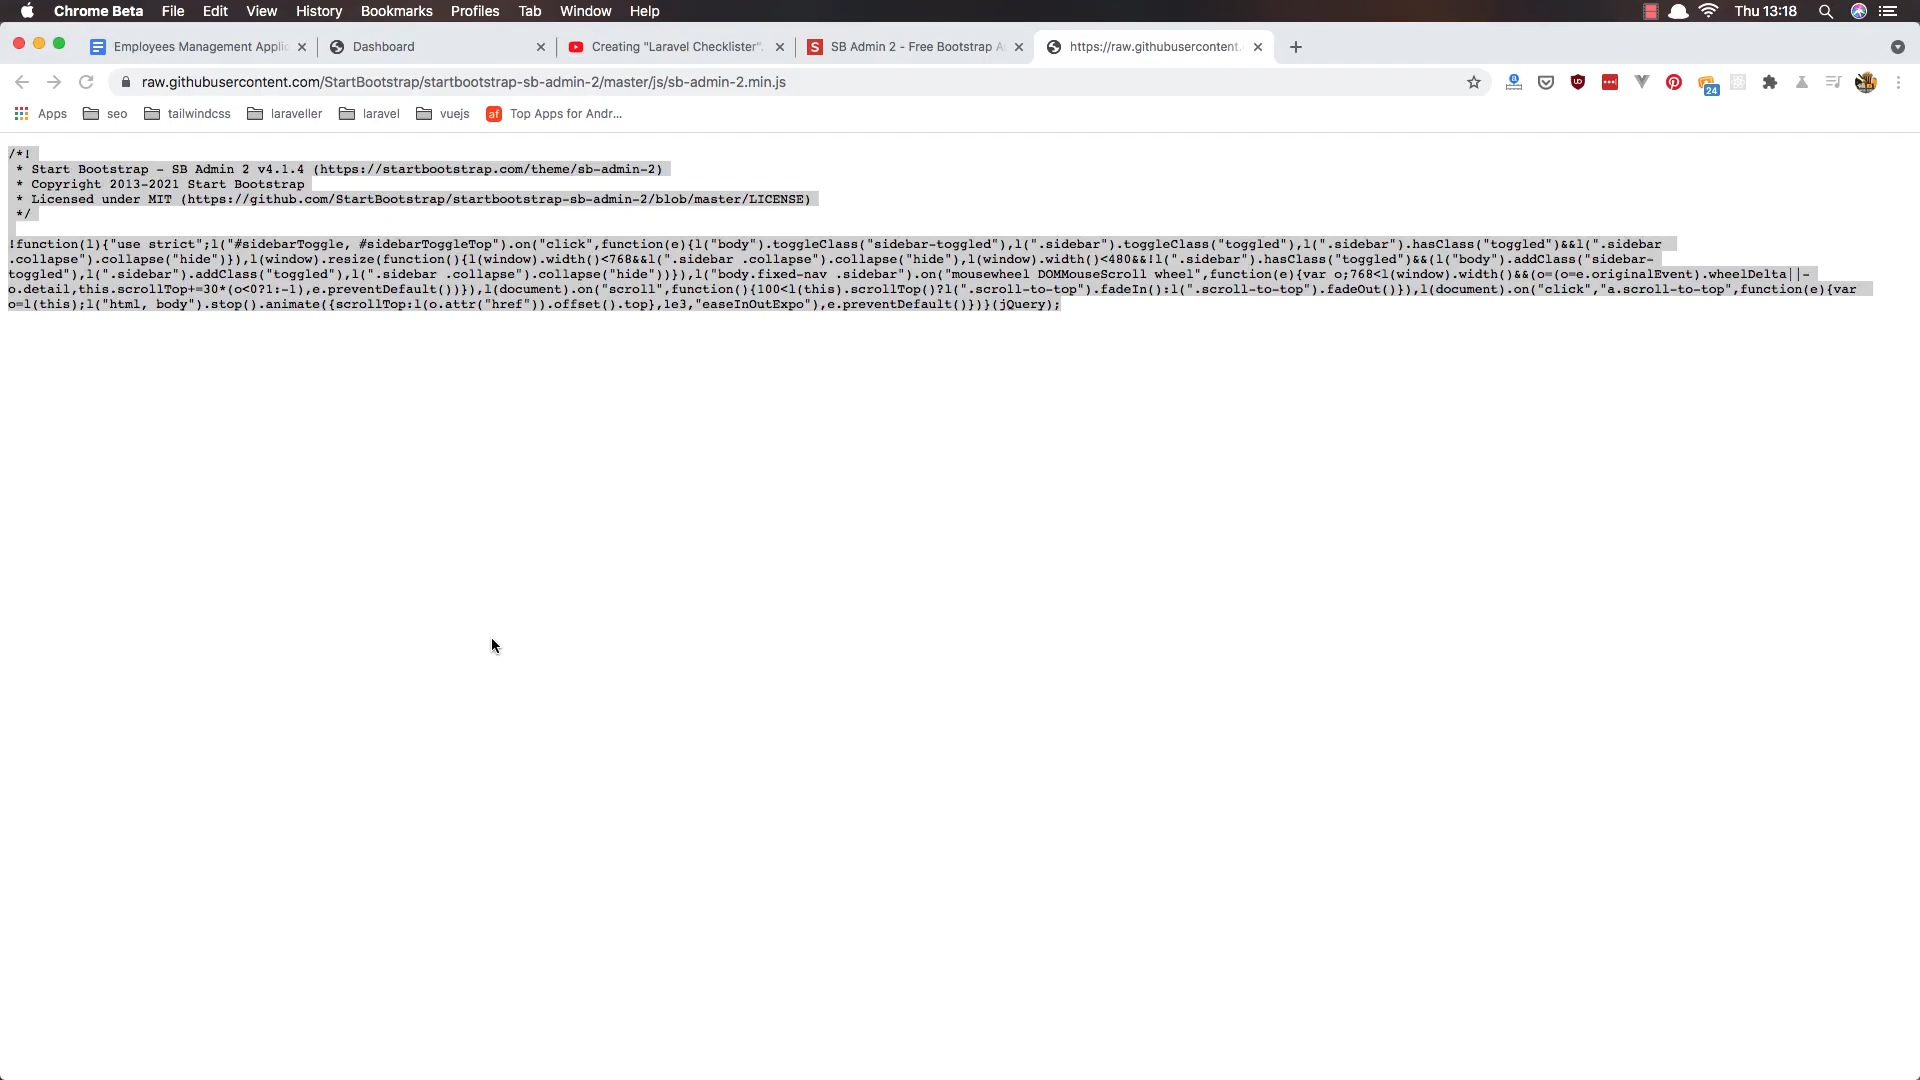 Chrome Beta File Edit View History Bookmarks Profiles Tab Window Help Thu 13:18
Employees Management Applic Dashboard Creating "Laravel Checklister". SB Admin 2 - Free Bootstrap A https://raw.githubusercontent.
raw.githubusercontent.com/StartBootstrap/startbootstrap-sb-admin-2/master/js/sb-admin-2.min.js 24
Apps seo tailwindcss laraveller laravel vuejs af Top Apps for Andr...
/*!
* Start Bootstrap - SB Admin 2 v4.1.4 (https://startbootstrap.com/theme/sb-admin-2)
* Copyright 2013-2021 Start Bootstrap
* Licensed under MIT (https://github.com/StartBootstrap/startbootstrap-sb-admin-2/blob/master/LICENSE)
*/
!function(l){"use strict";l("#sidebarToggle, #sidebarToggleTop").on("click",function(e){l("body").toggleClass("sidebar-toggled"),l(".sidebar").toggleClass("toggled"),l(".sidebar").hasClass("toggled")&&l(".sidebar
.collapse").collapse("hide")}),l(window).resize(function(){l(window).width()<768&&l(".sidebar .collapse").collapse("hide"),l(window).width()<480&&!l(".sidebar").hasClass("toggled")&&(l("body").addClass("sidebar-
toggled"),l(".sidebar").addClass("toggled"),l(".sidebar .collapse").collapse("hide"))}),l("body.fixed-nav .sidebar").on("mousewheel DOMMouseScroll wheel",function(e){var o;768<l(window).width()&&(o=(o=e.originalEvent).wheelDelta||-
o.detail,this.scrollTop+=30*(o<0?1:-1),e.preventDefault())}),l(document).on("scroll",function(){100<l(this).scrollTop()?l(".scroll-to-top").fadeIn():l(".scroll-to-top").fadeOut()}),l(document).on("click","a.scroll-to-top",function(e){var
o=l(this);l("html, body").stop().animate({scrollTop:l(o.attr("href")).offset().top},1e3,"easeInOutExpo"),e.preventDefault()})}(jQuery);